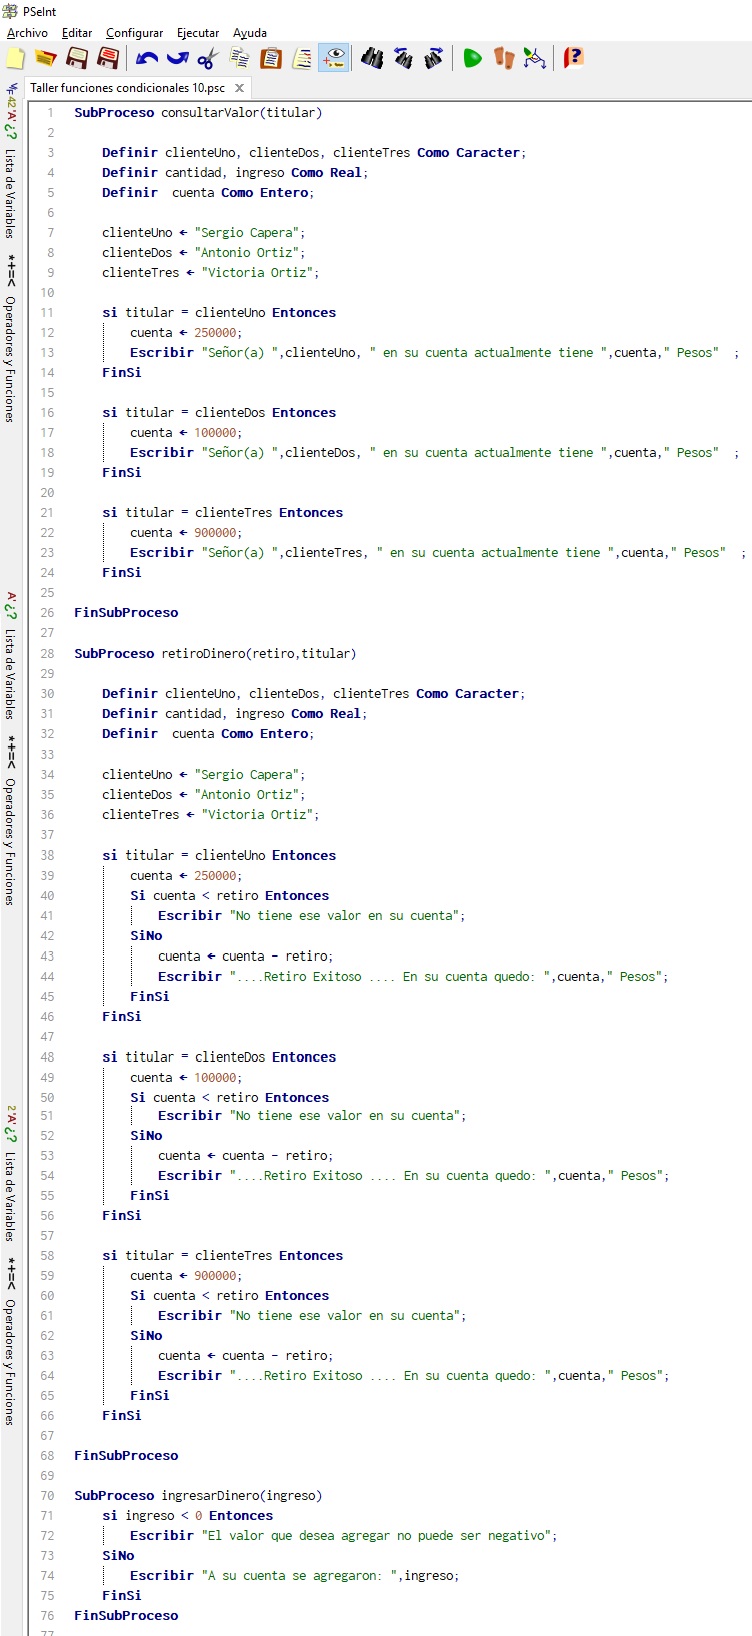 PSeInt
Archivo Editar Configurar Ejecutar Ayuda
Taller funciones condicionales 10.psc X
Lista de Variables
Operadores y Funciones
Lista de Variables
Operadores y Funciones
Lista de Variables
Operadores y Funciones
1 SubProceso consultarValor(titular)
2
3 Definir clienteUno, clienteDos, clienteTres Como Caracter;
4 Definir cantidad, ingreso Como Real;
5 Definir  cuenta Como Entero;
6
7 clienteUno ← "Sergio Capera";
8 clienteDos ← "Antonio Ortiz";
9 clienteTres ← "Victoria Ortiz";
10
11 si titular = clienteUno Entonces
12 cuenta ← 250000;
13 Escribir "Señor(a) ",clienteUno, " en su cuenta actualmente tiene ",cuenta," Pesos"  ;
14 FinSi
15
16 si titular = clienteDos Entonces
17 cuenta ← 100000;
18 Escribir "Señor(a) ",clienteDos, " en su cuenta actualmente tiene ",cuenta," Pesos"  ;
19 FinSi
20
21 si titular = clienteTres Entonces
22 cuenta ← 900000;
23 Escribir "Señor(a) ",clienteTres, " en su cuenta actualmente tiene ",cuenta," Pesos"  ;
24 FinSi
25
26 FinSubProceso
27
28 SubProceso retiroDinero(retiro,titular)
29
30 Definir clienteUno, clienteDos, clienteTres Como Caracter;
31 Definir cantidad, ingreso Como Real;
32 Definir  cuenta Como Entero;
33
34 clienteUno ← "Sergio Capera";
35 clienteDos ← "Antonio Ortiz";
36 clienteTres ← "Victoria Ortiz";
37
38 si titular = clienteUno Entonces
39 cuenta ← 250000;
40 Si cuenta < retiro Entonces
41 Escribir "No tiene ese valor en su cuenta";
42 SiNo
43 cuenta ← cuenta - retiro;
44 Escribir "....Retiro Exitoso .... En su cuenta quedo: ",cuenta," Pesos";
45 FinSi
46 FinSi
47
48 si titular = clienteDos Entonces
49 cuenta ← 100000;
50 Si cuenta < retiro Entonces
51 Escribir "No tiene ese valor en su cuenta";
52 SiNo
53 cuenta ← cuenta - retiro;
54 Escribir "....Retiro Exitoso .... En su cuenta quedo: ",cuenta," Pesos";
55 FinSi
56 FinSi
57
58 si titular = clienteTres Entonces
59 cuenta ← 900000;
60 Si cuenta < retiro Entonces
61 Escribir "No tiene ese valor en su cuenta";
62 SiNo
63 cuenta ← cuenta - retiro;
64 Escribir "....Retiro Exitoso .... En su cuenta quedo: ",cuenta," Pesos";
65 FinSi
66 FinSi
67
68 FinSubProceso
69
70 SubProceso ingresarDinero(ingreso)
71 si ingreso < 0 Entonces
72 Escribir "El valor que desea agregar no puede ser negativo";
73 SiNo
74 Escribir "A su cuenta se agregaron: ",ingreso;
75 FinSi
76 FinSubProceso
77